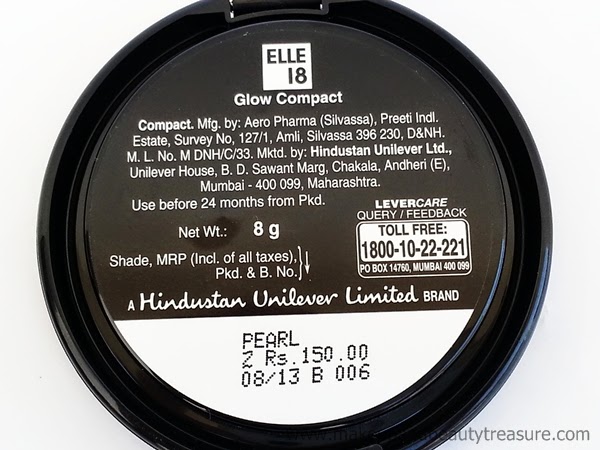 ELLE
18
Glow Compact
Compact. Mfg. by: Aero Pharma (Silvassa), Preeti Indl.
Estate, Survey No, 127/1, Amli, Silvassa 396 230, D&NH.
M. L. No. M DNH/C/33. Mktd. by: Hindustan Unilever Ltd.,
Unilever House, B. D. Sawant Marg, Chakala, Andheri (E),
Mumbai - 400 099, Maharashtra.
Use before 24 months from Pkd.
Net Wt.: 8 g
LEVERCARE
QUERY / FEEDBACK
TOLL FREE:
1800-10-22-221
PO BOX 14760, MUMBAI 400 099
Shade, MRP (Incl. of all taxes),
Pkd. & B. No.
A Hindustan Unilever Limited BRAND
PEARL
Z Rs.150.00
08/13 B 006